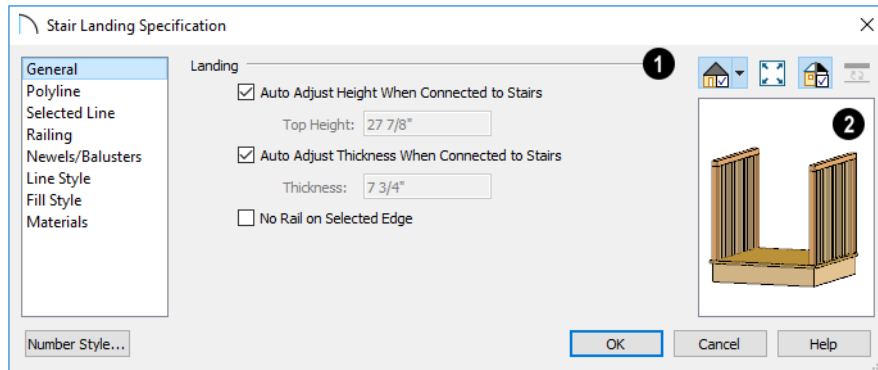 Stair Landing Specification
General
Polyline
Selected Line
Railing
Newels/Balusters
Line Style
Fill Style
Materials
Landing
1
Auto Adjust Height When Connected to Stairs
Top Height: 27 7/8"
Auto Adjust Thickness When Connected to Stairs
Thickness: 7 3/4"
No Rail on Selected Edge
2
Number Style...
OK
Cancel
Help